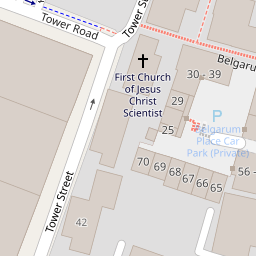 Tower St
Tower Road
Belgarum
First Church
of Jesus
Christ
Scientist
30 - 39
29
P
Belgarum
Place Car
Park (Private)
25
70
69
68
67
66
65
56 -
Tower Street
42